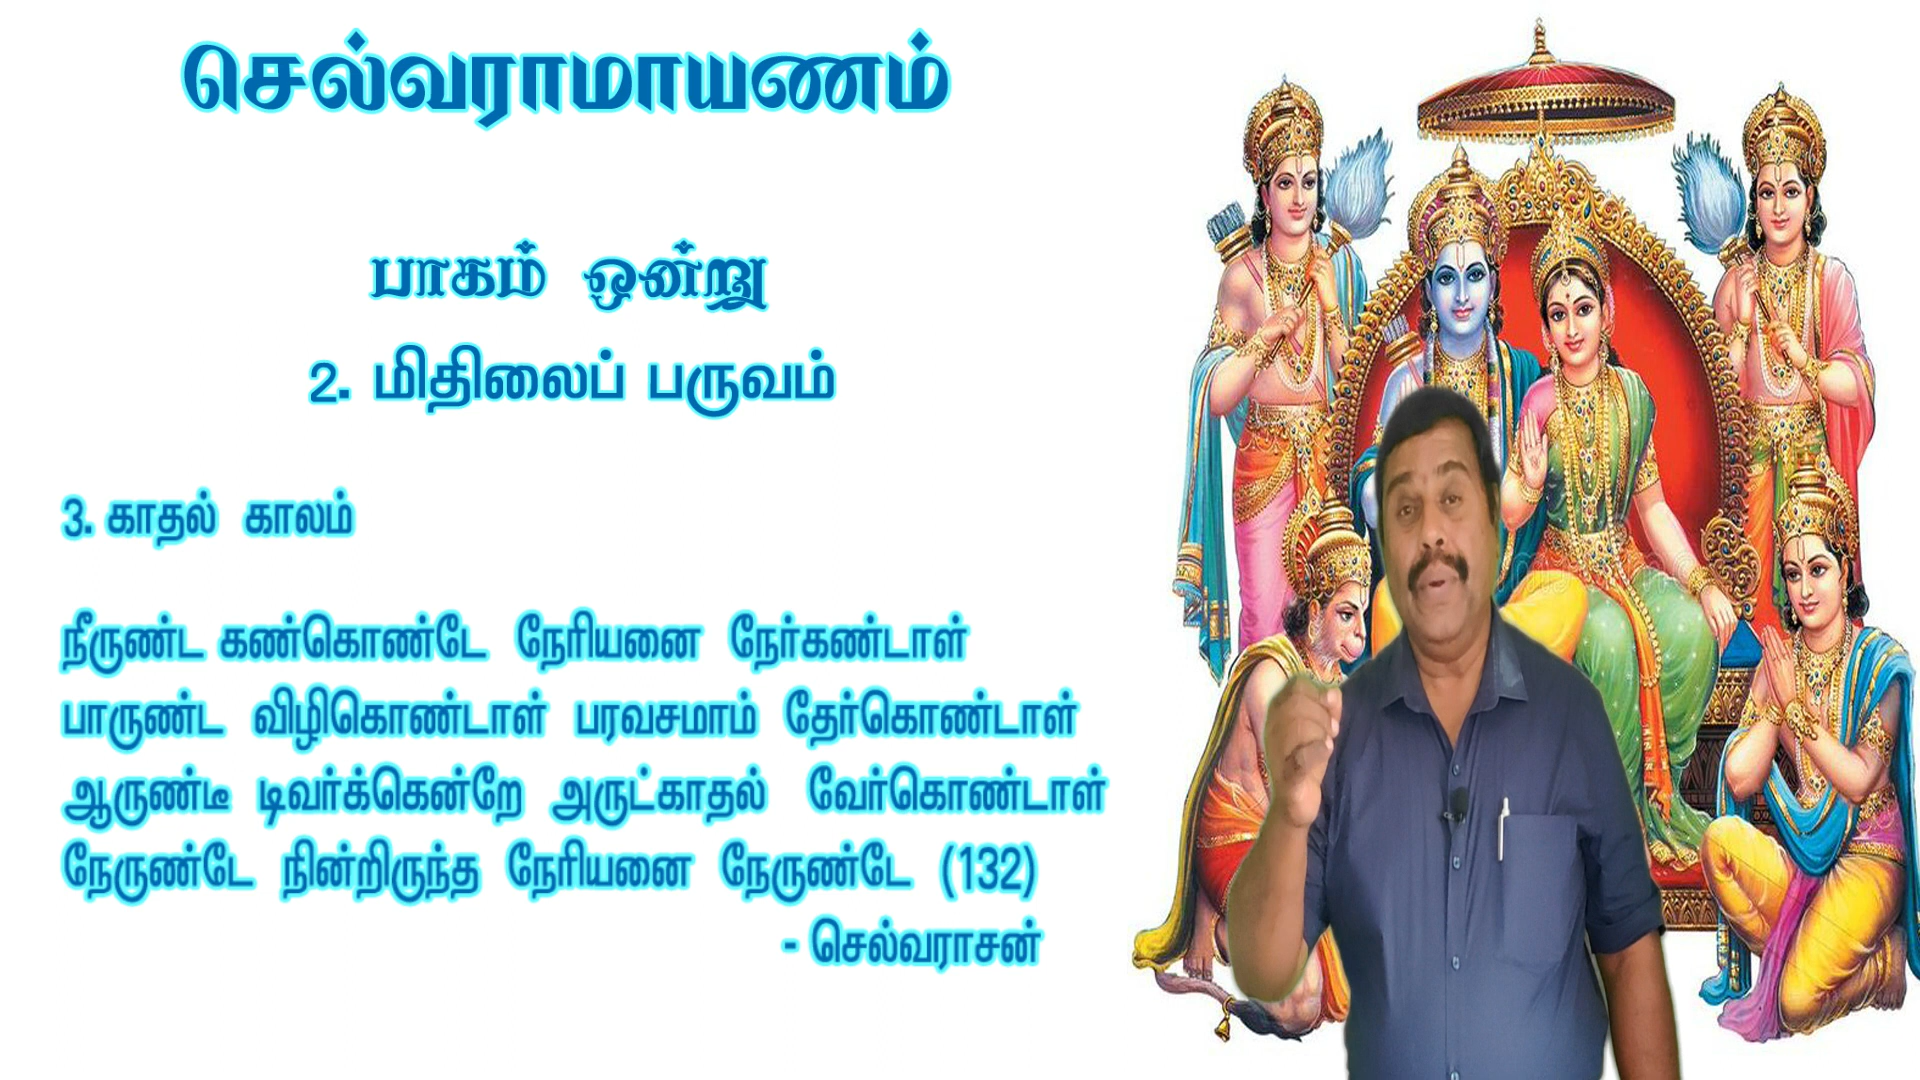 செல்வராமாயணம்
பாகம் ஒன்று
2. மிதிலைப் பருவம்
3. காதல் காலம்
நீருண்ட கண்கொண்டே நேரியனை நேர்கண்டாள்
பாருண்ட விழிகொண்டாள் பரவசமாம் தேர்கொண்டாள்
ஆருண்டீ டிவர்க்கென்றே அருட்காதல் வேர்கொண்டாள்
நேருண்டே நின்றிருந்த நேரியனை நேருண்டே (132)
- செல்வராசன்